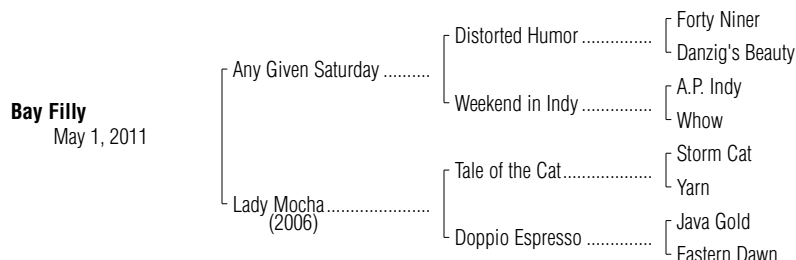 Forty Niner
Distorted Humor ..............
Danzig's Beauty
Any Given Saturday ..........
A.P. Indy
Weekend in Indy ..............
Whow
Bay Filly
May 1, 2011
Storm Cat
Tale of the Cat..................
Yarn
Lady Mocha ......................
(2006)
Java Gold
Doppio Espresso .............
Eastern Dawn